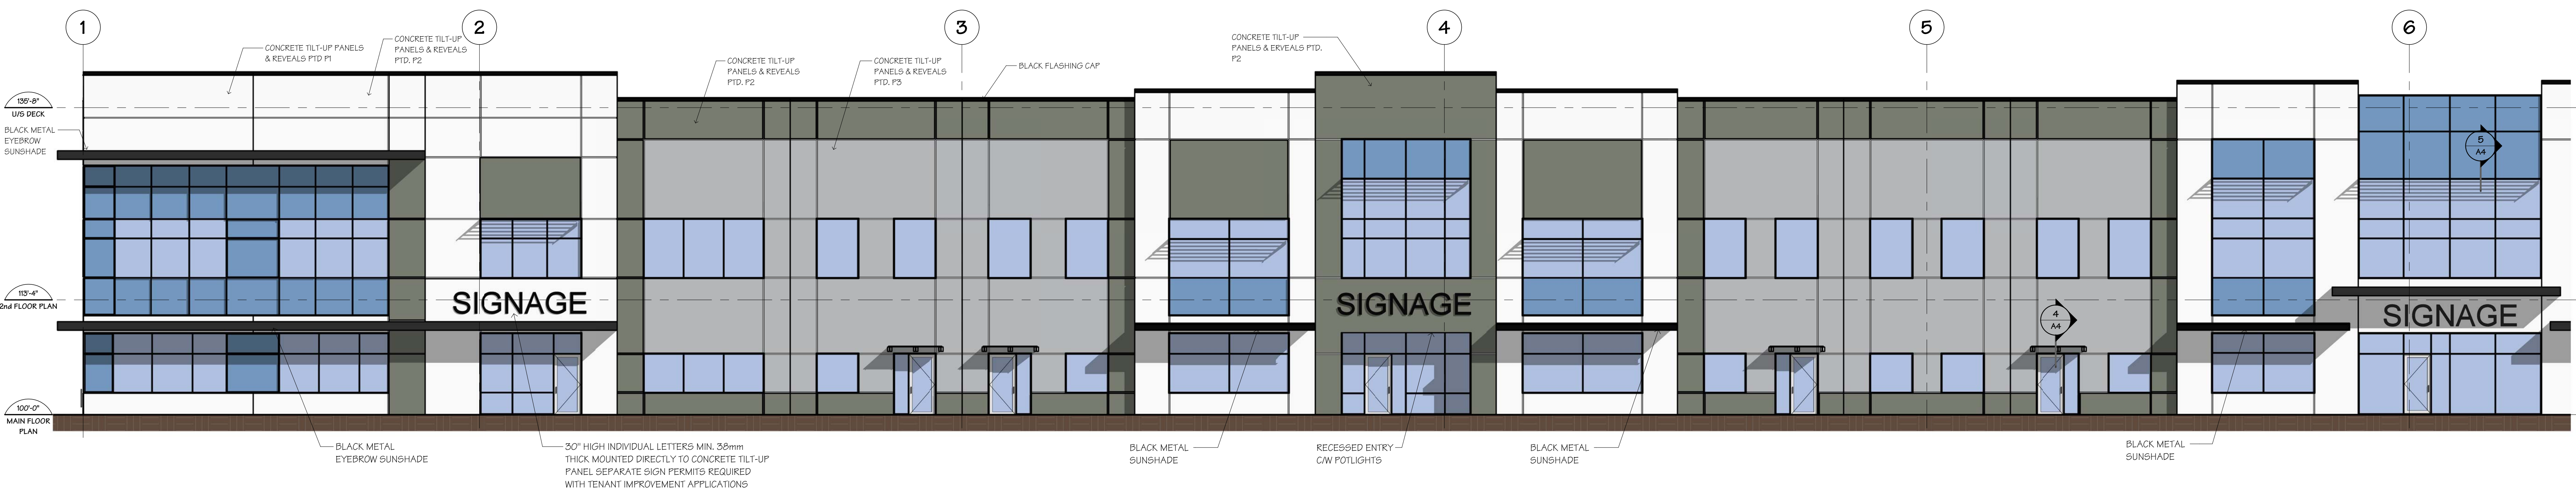 1
2
3
4
5
6
CONCRETE TILT-UP PANELS
& REVEALS PTD P1
CONCRETE TILT-UP
PANELS & REVEALS
PTD. P2
CONCRETE TILT-UP
PANELS & REVEALS
PTD. P2
CONCRETE TILT-UP
PANELS & REVEALS
PTD. P3
BLACK FLASHING CAP
CONCRETE TILT-UP
PANELS & ERVEALS PTD.
P2
135'-8"
U/S DECK
BLACK METAL
EYEBROW
SUNSHADE
5
A4
113'-4"
2nd FLOOR PLAN
SIGNAGE
SIGNAGE
4
A4
SIGNAGE
100'-0"
MAIN FLOOR
PLAN
BLACK METAL
EYEBROW SUNSHADE
30" HIGH INDIVIDUAL LETTERS MIN. 38mm
THICK MOUNTED DIRECTLY TO CONCRETE TILT-UP
PANEL SEPARATE SIGN PERMITS REQUIRED
WITH TENANT IMPROVEMENT APPLICATIONS
BLACK METAL
SUNSHADE
RECESSED ENTRY
C/W POTLIGHTS
BLACK METAL
SUNSHADE
BLACK METAL
SUNSHADE